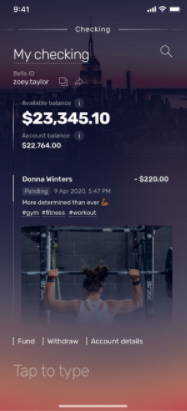 9:41
Checking
My checking
Bella ID
zoey.taylor
Available balance i
$23,345.10
Account balance i
$22,764.00
Donna Winters - $220.00
Pending 9 Apr 2020, 5:47 PM
More determined than ever 💪
#gym #fitness #workout
Fund | Withdraw | Account details
Tap to type